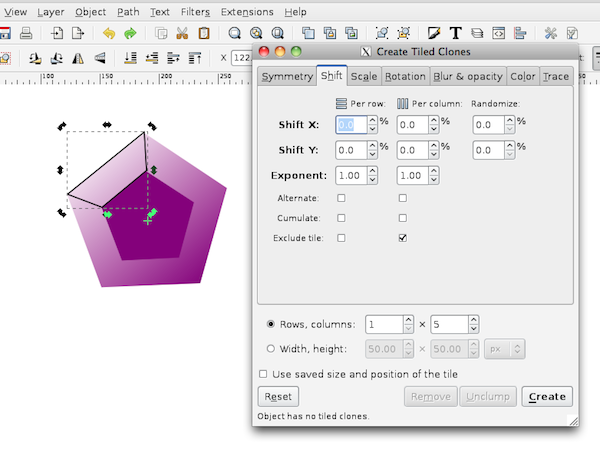 View Layer Object Path Text Filters Extensions Help
X 122.
100 150 200 250
X Create Tiled Clones
Symmetry Shift Scale Rotation Blur & opacity Color Trace
Per row: Per column: Randomize:
Shift X: 0.0 % 0.0 % 0.0 %
Shift Y: 0.0 % 0.0 % 0.0 %
Exponent: 1.00 1.00
Alternate:
Cumulate:
Exclude tile:
Rows, columns: 1 × 5
Width, height: 50.00 × 50.00 px
Use saved size and position of the tile
Reset Remove Unclump Create
Object has no tiled clones.